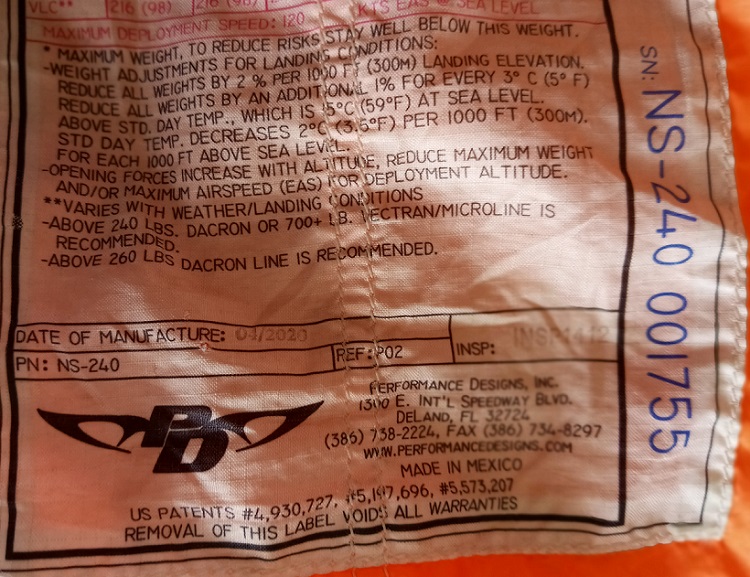 VLC** 216 (98) 216 (98)
MAXIMUM DEPLOYMENT SPEED: 120 KTS EAS @ SEA LEVEL
* MAXIMUM WEIGHT, TO REDUCE RISKS STAY WELL BELOW THIS WEIGHT.
-WEIGHT ADJUSTMENTS FOR LANDING CONDITIONS:
REDUCE ALL WEIGHTS BY 2 % PER 1000 FT (300M) LANDING ELEVATION.
REDUCE ALL WEIGHTS BY AN ADDITIONAL 1% FOR EVERY 3° C (5° F)
ABOVE STD. DAY TEMP., WHICH IS 15°C (59°F) AT SEA LEVEL.
STD DAY TEMP. DECREASES 2°C (3.5°F) PER 1000 FT (300M).
FOR EACH 1000 FT ABOVE SEA LEVEL.
-OPENING FORCES INCREASE WITH ALTITUDE, REDUCE MAXIMUM WEIGHT
AND/OR MAXIMUM AIRSPEED (EAS) FOR DEPLOYMENT ALTITUDE.
**VARIES WITH WEATHER/LANDING CONDITIONS
-ABOVE 240 LBS. DACRON OR 700+ LB. VECTRAN/MICROLINE IS
RECOMMENDED.
-ABOVE 260 LBS DACRON LINE IS RECOMMENDED.
DATE OF MANUFACTURE: /2020
PN: NS-240 REF: P02 INSP:
PD
PERFORMANCE DESIGNS, INC.
1300 E. INT'L SPEEDWAY BLVD.
DELAND, FL 32724
(386) 738-2224, FAX (386) 734-8297
WWW.PERFORMANCEDESIGNS.COM
MADE IN MEXICO
US PATENTS #4,930,727, #5,197,696, #5,573,207
REMOVAL OF THIS LABEL VOIDS ALL WARRANTIES
SN: NS-240 001755